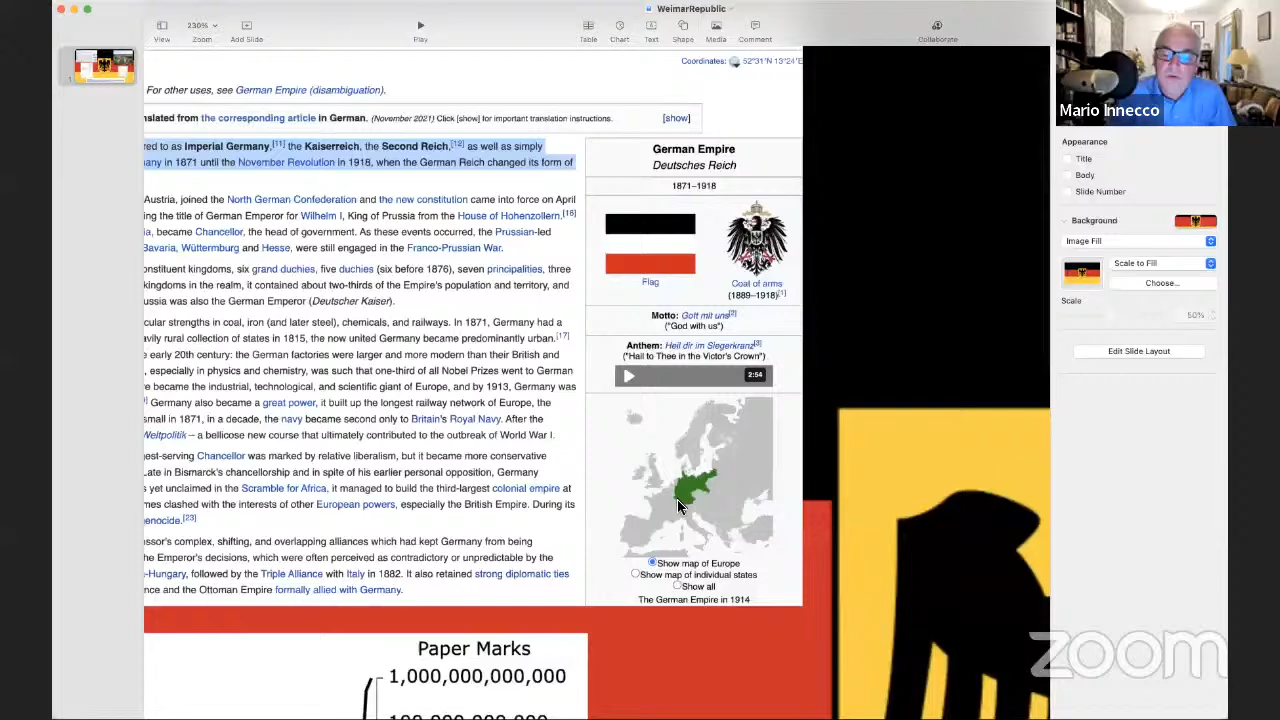 WeimarRepublic
230%
View
Zoom
Add Slide
Play
Table
Chart
Text
Shape
Media
Comment
Collaborate
1
Coordinates: 52°31′N 13°24′E
For other uses, see German Empire (disambiguation).
nslated from the corresponding article in German. (November 2021) Click [show] for important translation instructions. [show]
red to as Imperial Germany,[11] the Kaiserreich, the Second Reich,[12] as well as simply
any in 1871 until the November Revolution in 1918, when the German Reich changed its form of
Austria, joined the North German Confederation and the new constitution came into force on April
ing the title of German Emperor for Wilhelm I, King of Prussia from the House of Hohenzollern.[16]
ia, became Chancellor, the head of government. As these events occurred, the Prussian-led
Bavaria, Württemburg and Hesse, were still engaged in the Franco-Prussian War.
onstituent kingdoms, six grand duchies, five duchies (six before 1876), seven principalities, three
kingdoms in the realm, it contained about two-thirds of the Empire's population and territory, and
ussia was also the German Emperor (Deutscher Kaiser).
cular strengths in coal, iron (and later steel), chemicals, and railways. In 1871, Germany had a
avily rural collection of states in 1815, the now united Germany became predominantly urban.[17]
e early 20th century: the German factories were larger and more modern than their British and
, especially in physics and chemistry, was such that one-third of all Nobel Prizes went to German
re became the industrial, technological, and scientific giant of Europe, and by 1913, Germany was
Germany also became a great power, it built up the longest railway network of Europe, the
small in 1871, in a decade, the navy became second only to Britain's Royal Navy. After the
Weltpolitik – a bellicose new course that ultimately contributed to the outbreak of World War I.
gest-serving Chancellor was marked by relative liberalism, but it became more conservative
Late in Bismarck's chancellorship and in spite of his earlier personal opposition, Germany
s yet unclaimed in the Scramble for Africa, it managed to build the third-largest colonial empire at
mes clashed with the interests of other European powers, especially the British Empire. During its
enocide.[23]
ssor's complex, shifting, and overlapping alliances which had kept Germany from being
he Emperor's decisions, which were often perceived as contradictory or unpredictable by the
-Hungary, followed by the Triple Alliance with Italy in 1882. It also retained strong diplomatic ties
nce and the Ottoman Empire formally allied with Germany.
German Empire
Deutsches Reich
1871–1918
Flag
Coat of arms
(1889–1918)[1]
Motto: Gott mit uns[2]
("God with us")
Anthem: Heil dir im Siegerkranz[3]
("Hail to Thee in the Victor's Crown")
2:54
Show map of Europe
Show map of individual states
Show all
The German Empire in 1914
Paper Marks
1,000,000,000,000
100,000,000,000
Mario Innecco
Appearance
Title
Body
Slide Number
Background
Image Fill
Scale to Fill
Choose...
Scale
50%
Edit Slide Layout
zoom